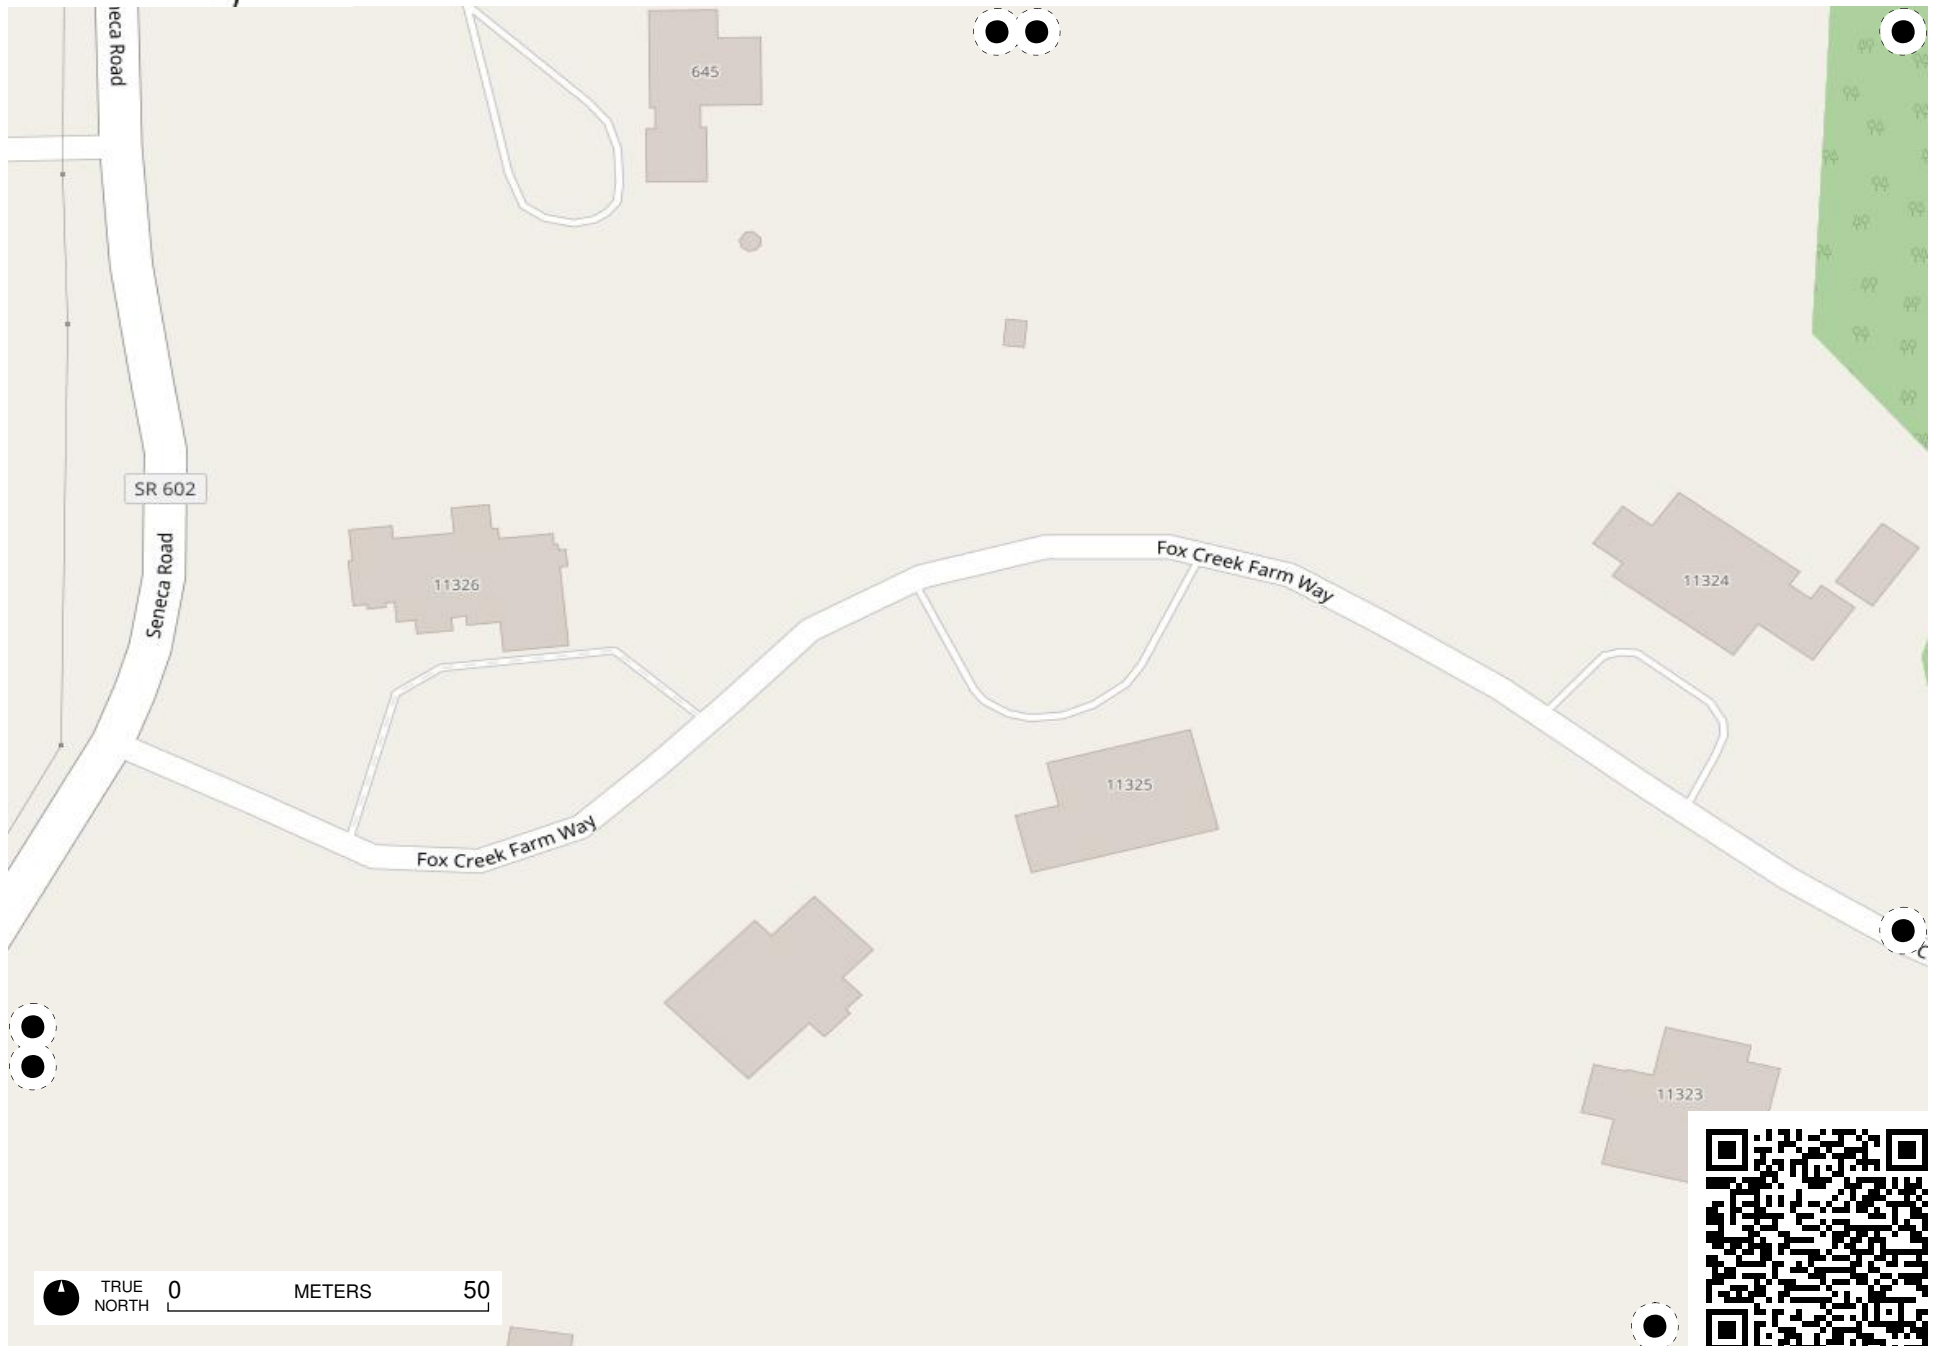 Seneca Road
645
SR 602
Seneca Road
11326
Fox Creek Farm Way
11324
11325
Fox Creek Farm Way
11323
TRUE
NORTH
0 METERS 50